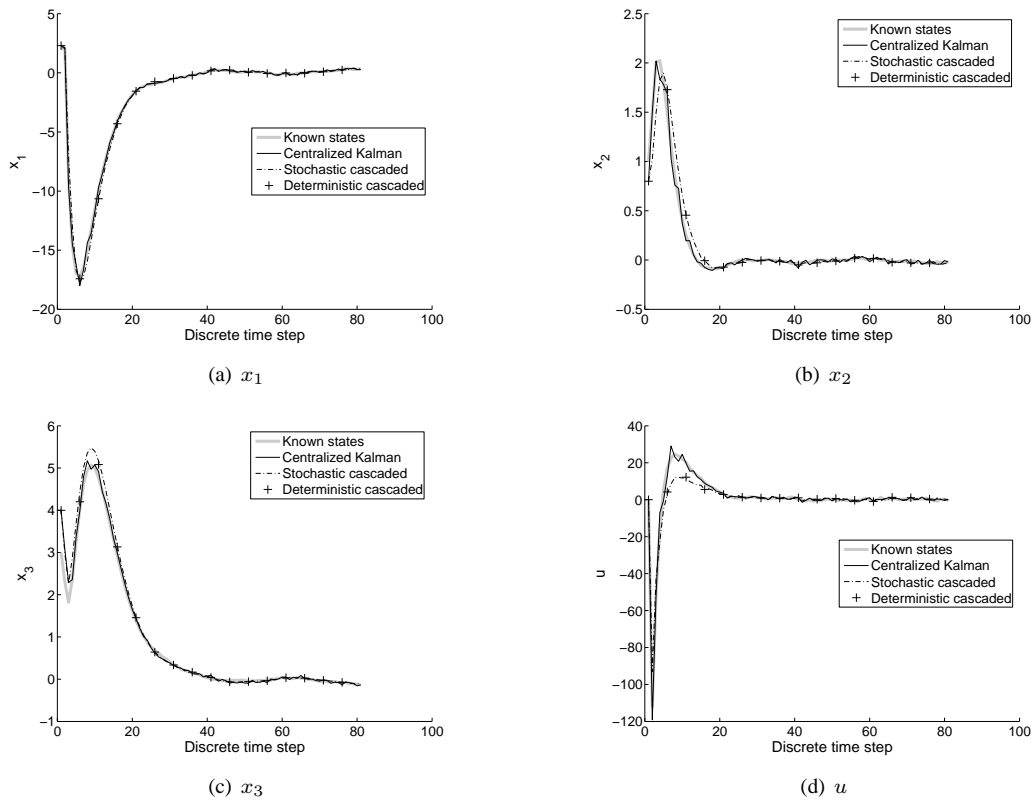 5
0
−5
−10
−15
−20
x1
0 20 40 60 80 100
Discrete time step
Known states
Centralized Kalman
Stochastic cascaded
Deterministic cascaded
(a) x1
2.5
2
1.5
1
0.5
0
−0.5
x2
0 20 40 60 80 100
Discrete time step
Known states
Centralized Kalman
Stochastic cascaded
Deterministic cascaded
(b) x2
6
5
4
3
2
1
0
−1
x3
0 20 40 60 80 100
Discrete time step
Known states
Centralized Kalman
Stochastic cascaded
Deterministic cascaded
(c) x3
40
20
0
−20
−40
−60
−80
−100
−120
u
0 20 40 60 80 100
Discrete time step
Known states
Centralized Kalman
Stochastic cascaded
Deterministic cascaded
(d) u